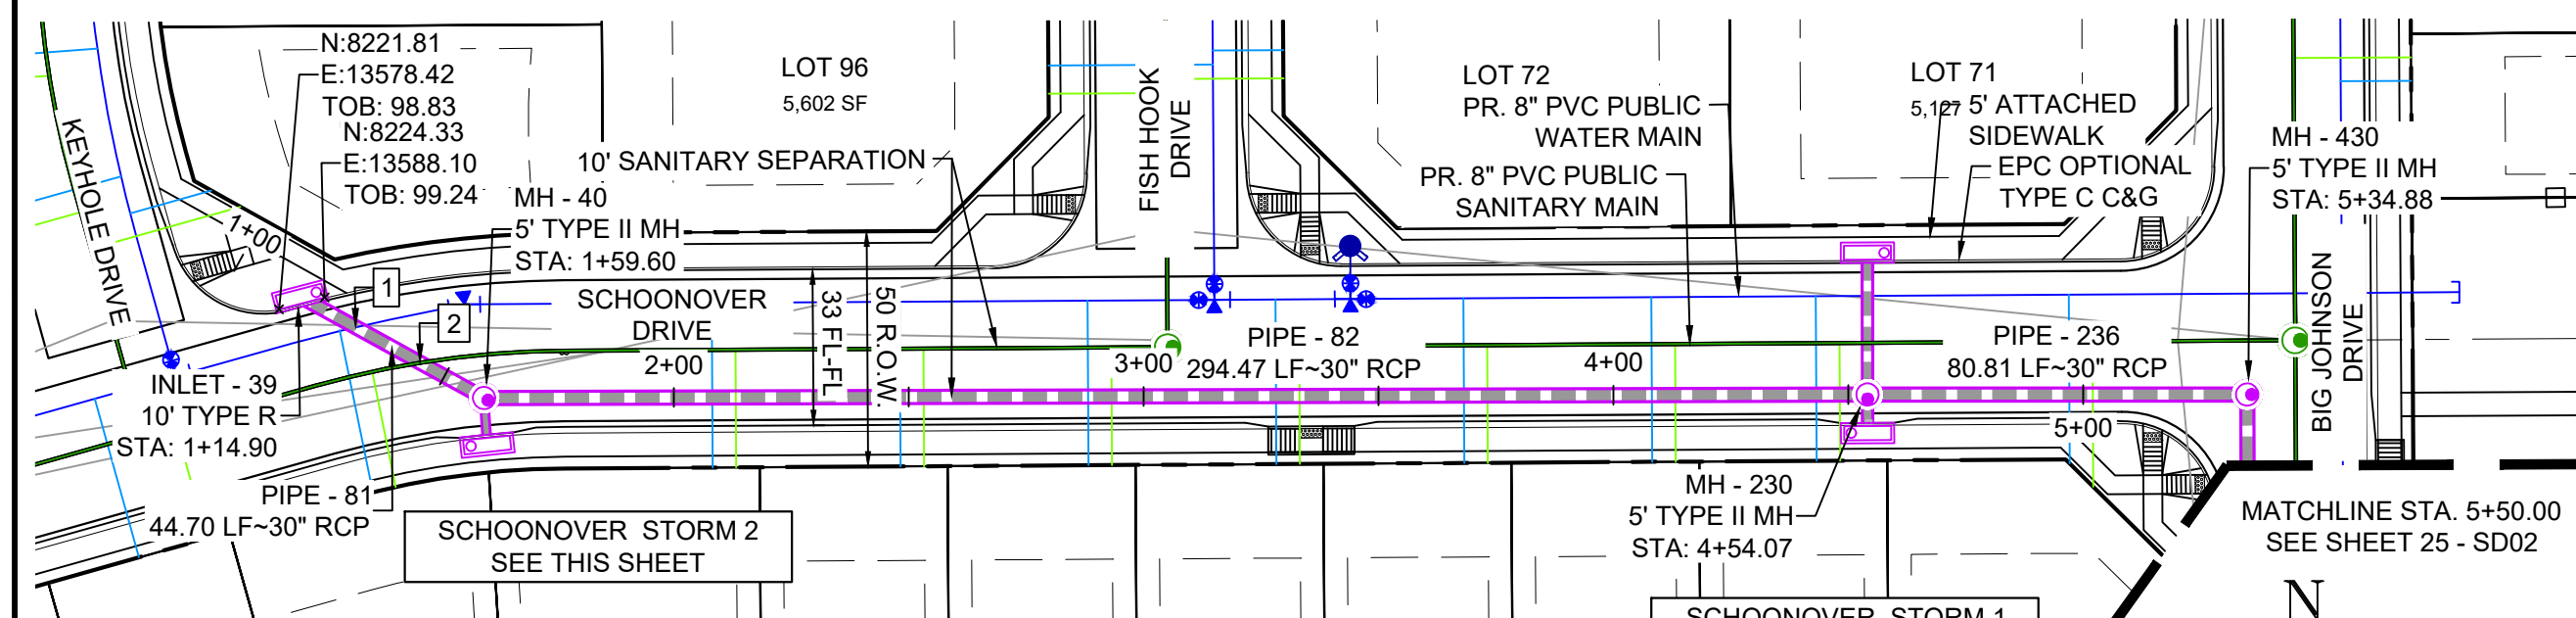 N:8221.81
E:13578.42
TOB: 98.83
N:8224.33
E:13588.10
TOB: 99.24
KEYHOLE DRIVE
1+00
LOT 96
5,602 SF
10' SANITARY SEPARATION
MH - 40
5' TYPE II MH
STA: 1+59.60
1
2
SCHOONOVER
DRIVE
33 FL-FL
50 R.O.W.
FISH HOOK
DRIVE
LOT 72
PR. 8" PVC PUBLIC
WATER MAIN
PR. 8" PVC PUBLIC
SANITARY MAIN
LOT 71
5,127
5' ATTACHED
SIDEWALK
EPC OPTIONAL
TYPE C C&G
MH - 430
5' TYPE II MH
STA: 5+34.88
BIG JOHNSON
DRIVE
INLET - 39
10' TYPE R
STA: 1+14.90
2+00
3+00
PIPE - 82
294.47 LF~30" RCP
4+00
PIPE - 236
80.81 LF~30" RCP
5+00
PIPE - 81
44.70 LF~30" RCP
SCHOONOVER STORM 2
SEE THIS SHEET
MH - 230
5' TYPE II MH
STA: 4+54.07
MATCHLINE STA. 5+50.00
SEE SHEET 25 - SD02
SCHOONOVER STORM 1
N